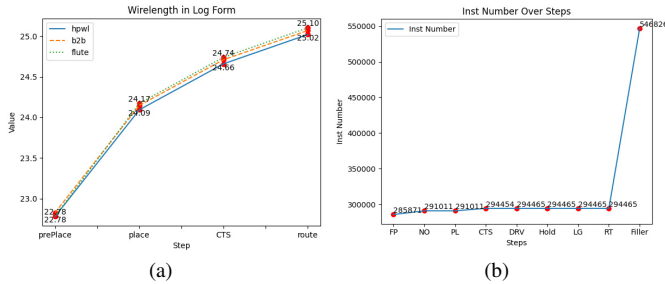 Wirelength in Log Form
hpwl
b2b
flute
25.0
24.5
24.0
23.5
23.0
Value
22.78
22.78
24.17
24.09
24.74
24.66
25.10
25.02
prePlace place CTS route
Step
(a)
Inst Number Over Steps
Inst Number
550000
500000
450000
400000
350000
300000
Inst Number
285871 291011 291011 294454 294465 294465 294465 294465
546826
FP NO PL CTS DRV Hold LG RT Filler
Steps
(b)